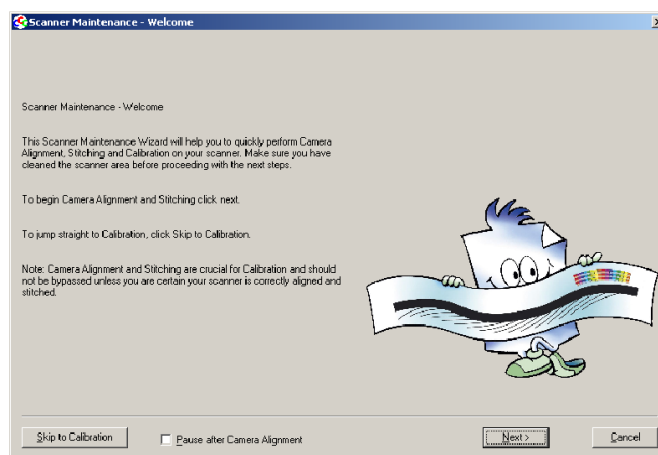 Scanner Maintenance - Welcome
Scanner Maintenance - Welcome
This Scanner Maintenance Wizard will help you to quickly perform Camera
Alignment, Stitching and Calibration on your scanner. Make sure you have
cleaned the scanner area before proceeding with the next steps.
To begin Camera Alignment and Stitching click next.
To jump straight to Calibration, click Skip to Calibration.
Note: Camera Alignment and Stitching are crucial for Calibration and should
not be bypassed unless you are certain your scanner is correctly aligned and
stitched.
Skip to Calibration
Pause after Camera Alignment
Next >
Cancel